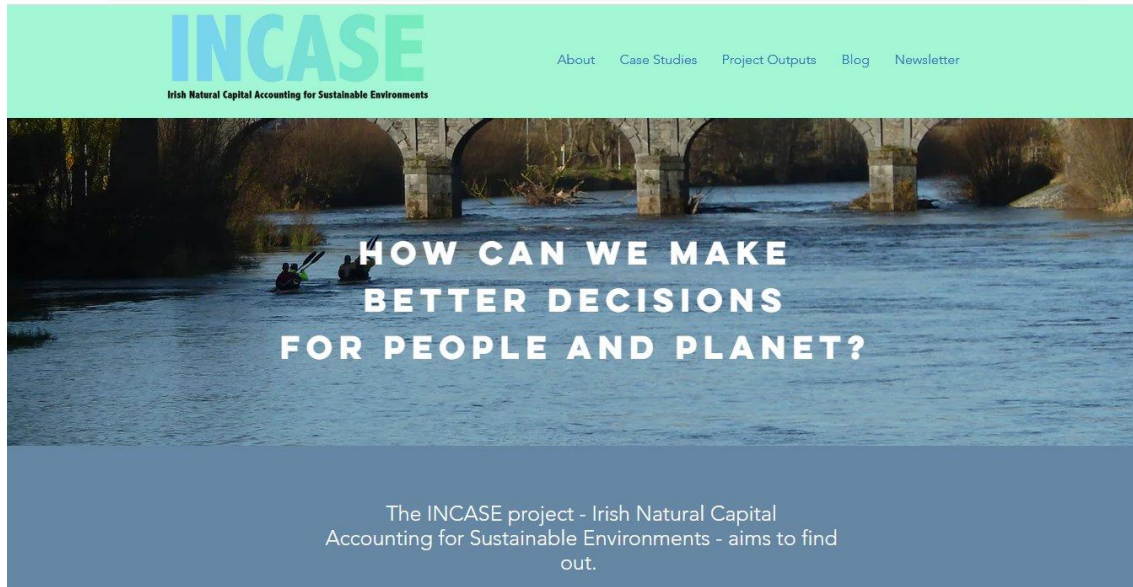 INCASE
Irish Natural Capital Accounting for Sustainable Environments
About Case Studies Project Outputs Blog Newsletter
HOW CAN WE MAKE
BETTER DECISIONS
FOR PEOPLE AND PLANET?
The INCASE project - Irish Natural Capital
Accounting for Sustainable Environments - aims to find
out.